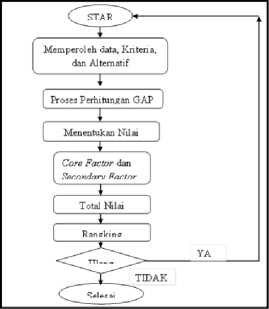 STAR
Memperoleh data, Kriteria,
dan Alternatif
Proses Perhitungan GAP
Menentukan Nilai
Core Factor dan
Secondary Factor
Total Nilai
Rangking
YA
TIDAK
Selesai